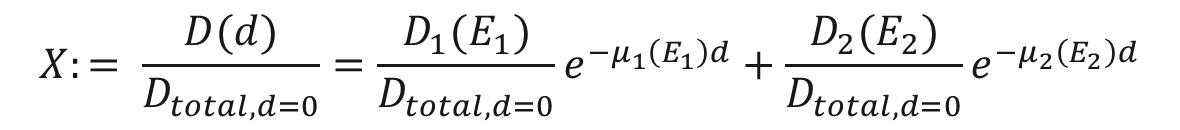 X: = D(d) / D_{total,d=0} = D_1(E_1) / D_{total,d=0} e^{-μ_1(E_1)d} + D_2(E_2) / D_{total,d=0} e^{-μ_2(E_2)d}